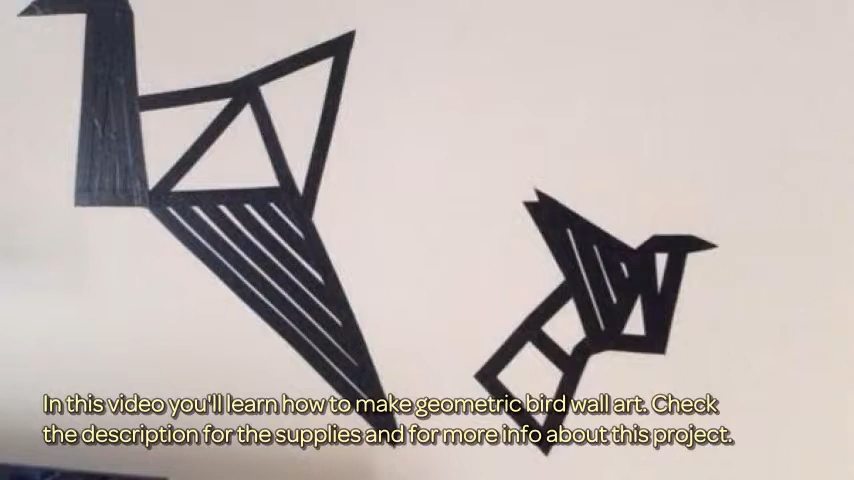 In this video you'll learn how to make geometric bird wall art. Check
the description for the supplies and for more info about this project.